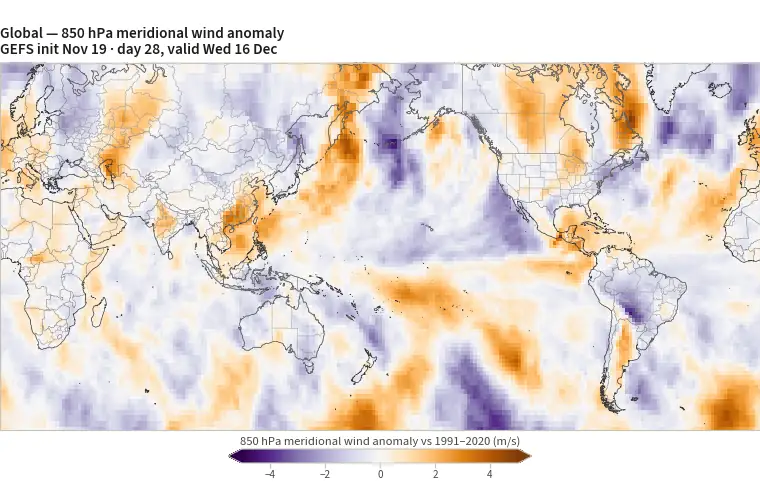 Global — 850 hPa meridional wind anomaly
GEFS init Nov 19 · day 28, valid Wed 16 Dec
850 hPa meridional wind anomaly vs 1991–2020 (m/s)
−4 −2 0 2 4